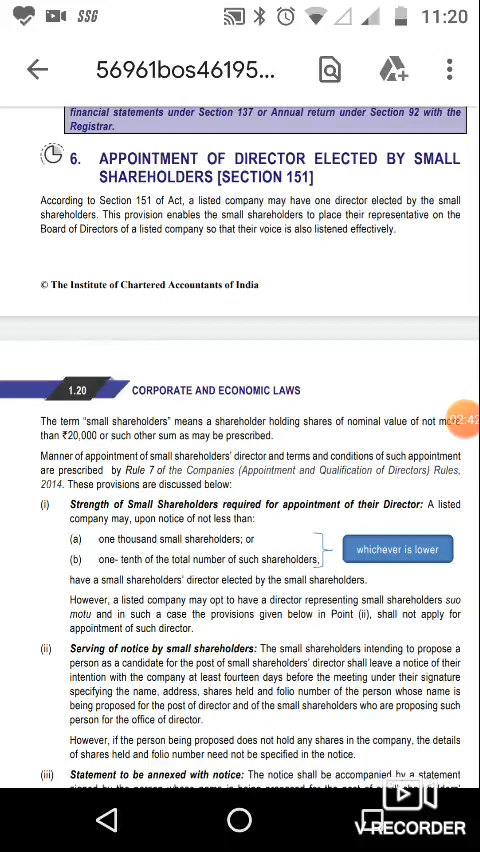 SSG
11:20
56961bos46195...
financial statements under Section 137 or Annual return under Section 92 with the
Registrar.
6. APPOINTMENT OF DIRECTOR ELECTED BY SMALL
SHAREHOLDERS [SECTION 151]
According to Section 151 of Act, a listed company may have one director elected by the small
shareholders. This provision enables the small shareholders to place their representative on the
Board of Directors of a listed company so that their voice is also listened effectively.
© The Institute of Chartered Accountants of India
1.20 CORPORATE AND ECONOMIC LAWS
The term “small shareholders” means a shareholder holding shares of nominal value of not more
02:42
than ₹20,000 or such other sum as may be prescribed.
Manner of appointment of small shareholders’ director and terms and conditions of such appointment
are prescribed by Rule 7 of the Companies (Appointment and Qualification of Directors) Rules,
2014. These provisions are discussed below:
(i) Strength of Small Shareholders required for appointment of their Director: A listed
company may, upon notice of not less than:
(a) one thousand small shareholders; or
(b) one- tenth of the total number of such shareholders,
whichever is lower
have a small shareholders’ director elected by the small shareholders.
However, a listed company may opt to have a director representing small shareholders suo
motu and in such a case the provisions given below in Point (ii), shall not apply for
appointment of such director.
(ii) Serving of notice by small shareholders: The small shareholders intending to propose a
person as a candidate for the post of small shareholders’ director shall leave a notice of their
intention with the company at least fourteen days before the meeting under their signature
specifying the name, address, shares held and folio number of the person whose name is
being proposed for the post of director and of the small shareholders who are proposing such
person for the office of director.
However, if the person being proposed does not hold any shares in the company, the details
of shares held and folio number need not be specified in the notice.
(iii) Statement to be annexed with notice: The notice shall be accompanied by a statement
V RECORDER